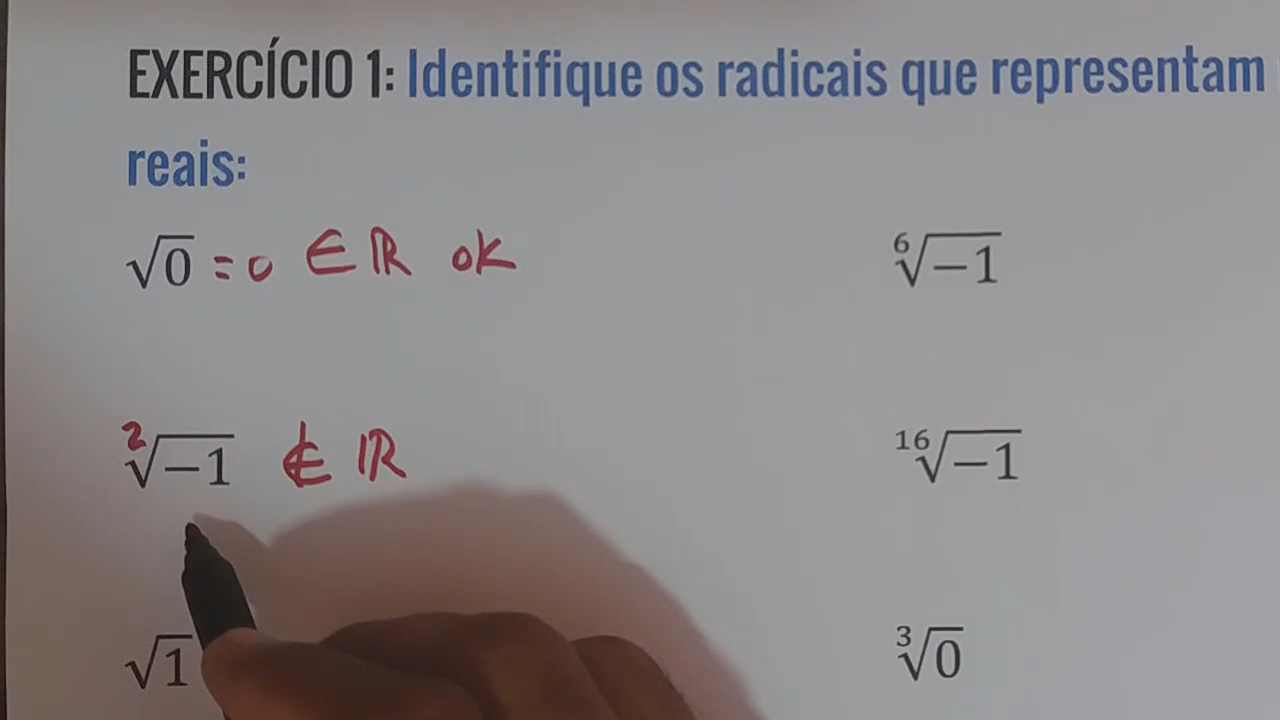 EXERCÍCIO 1: Identifique os radicais que representam
reais:
√0 = 0 ∈ ℝ OK
⁶√−1
²√−1 ∉ ℝ
¹⁶√−1
√1
³√0